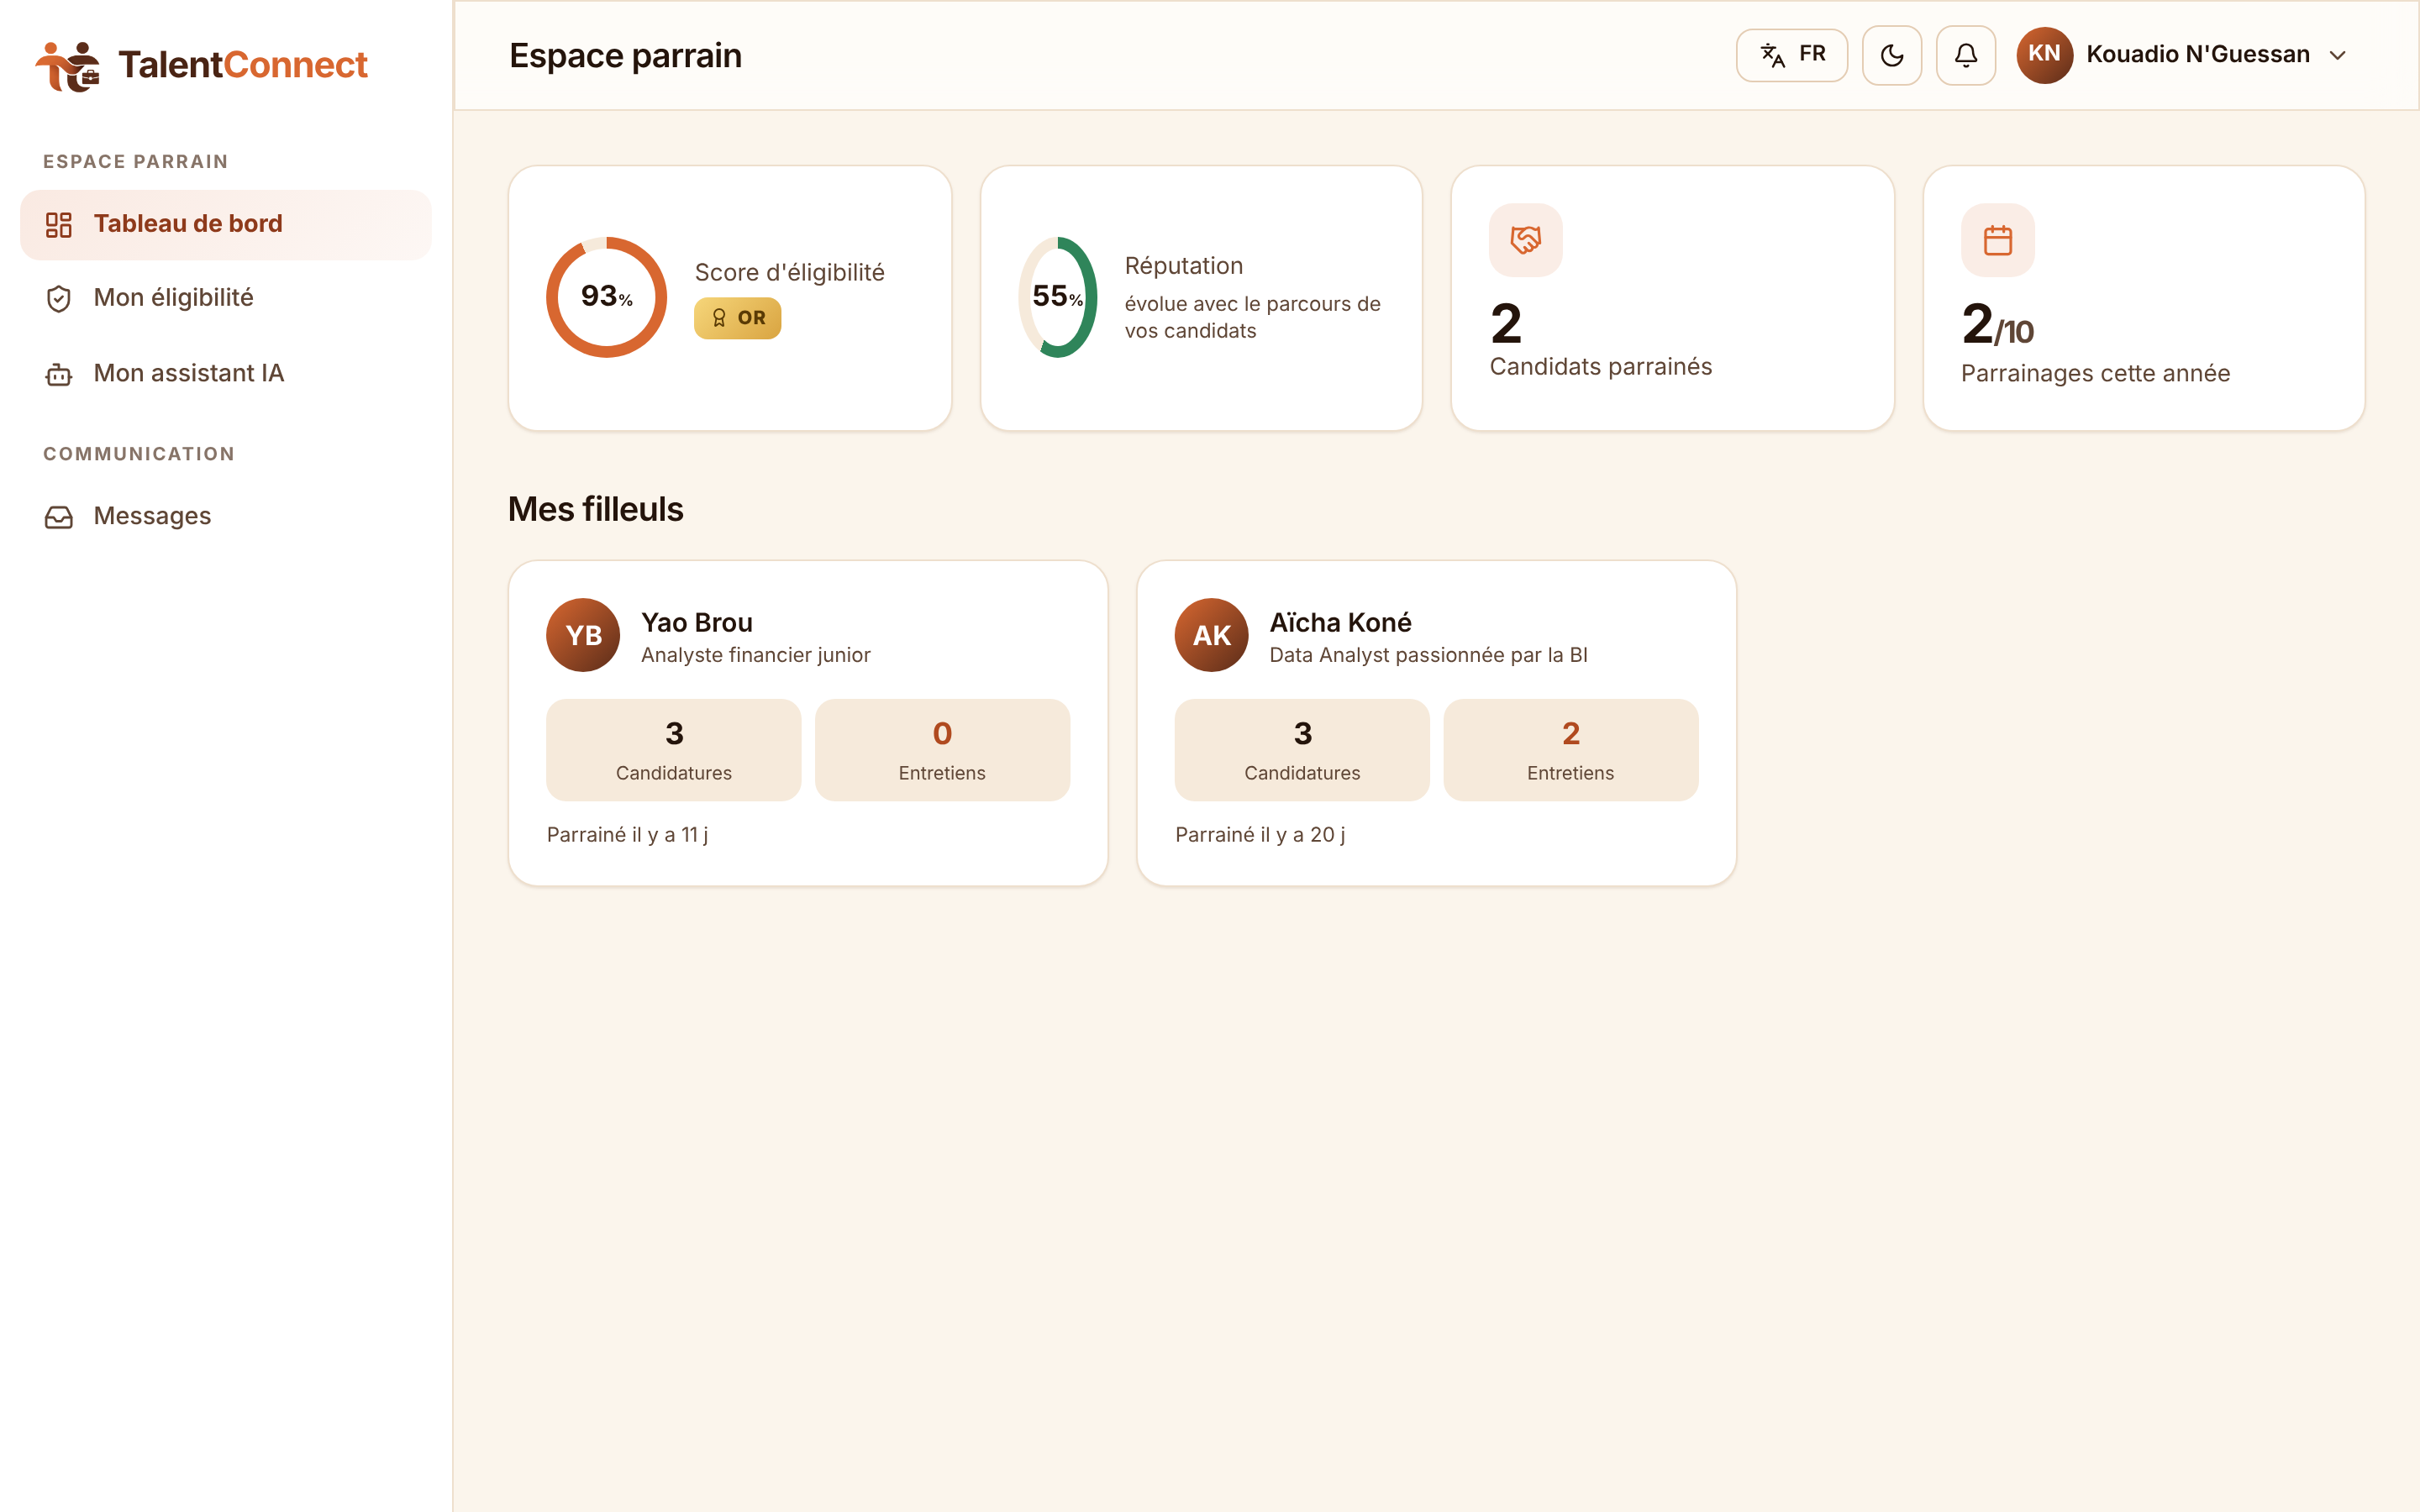 TalentConnect
ESPACE PARRAIN
Tableau de bord
Mon éligibilité
Mon assistant IA
COMMUNICATION
Messages
Espace parrain
FR
KN
Kouadio N'Guessan
93%
Score d'éligibilité
OR
55%
Réputation
évolue avec le parcours de
vos candidats
2
Candidats parrainés
2/10
Parrainages cette année
Mes filleuls
YB
Yao Brou
Analyste financier junior
3
Candidatures
0
Entretiens
Parrainé il y a 11 j
AK
Aïcha Koné
Data Analyst passionnée par la BI
3
Candidatures
2
Entretiens
Parrainé il y a 20 j